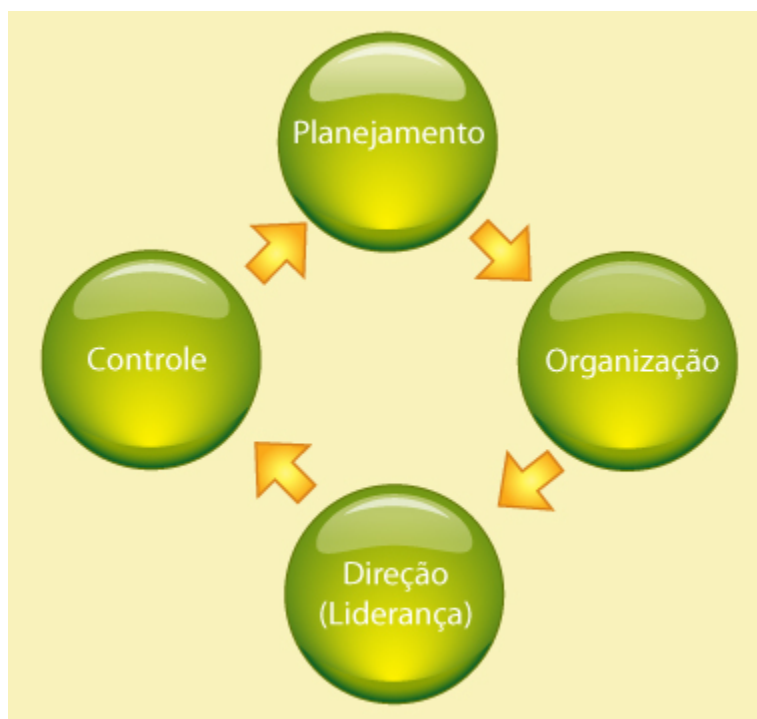 Planejamento
Organização
Direção
(Liderança)
Controle